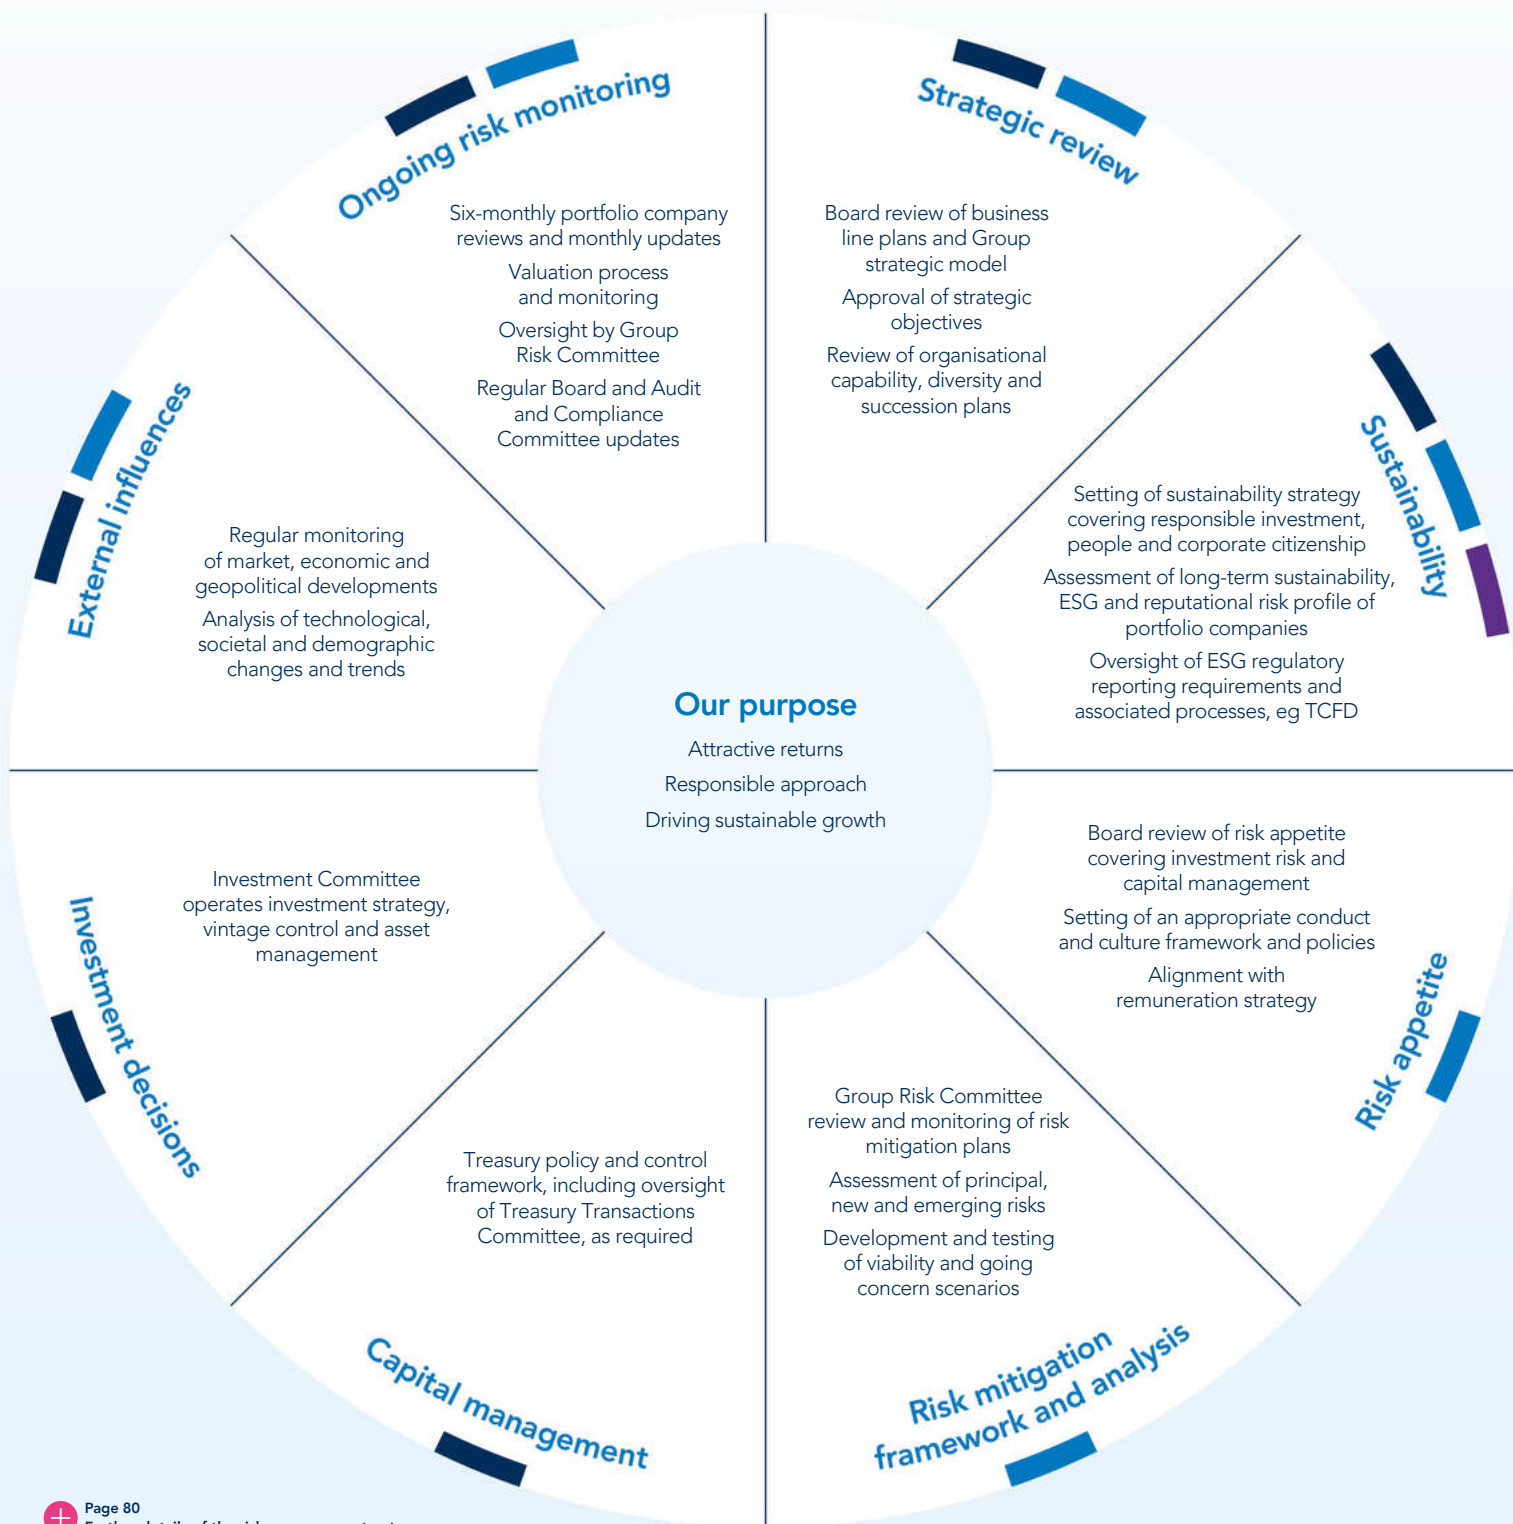 Ongoing risk monitoring
Six-monthly portfolio company
reviews and monthly updates
Valuation process
and monitoring
Oversight by Group
Risk Committee
Regular Board and Audit
and Compliance
Committee updates
Strategic review
Board review of business
line plans and Group
strategic model
Approval of strategic
objectives
Review of organisational
capability, diversity and
succession plans
Sustainability
Setting of sustainability strategy
covering responsible investment,
people and corporate citizenship
Assessment of long-term sustainability,
ESG and reputational risk profile of
portfolio companies
Oversight of ESG regulatory
reporting requirements and
associated processes, eg TCFD
Risk appetite
Board review of risk appetite
covering investment risk and
capital management
Setting of an appropriate conduct
and culture framework and policies
Alignment with
remuneration strategy
Risk mitigation
framework and analysis
Group Risk Committee
review and monitoring of risk
mitigation plans
Assessment of principal,
new and emerging risks
Development and testing
of viability and going
concern scenarios
Capital management
Treasury policy and control
framework, including oversight
of Treasury Transactions
Committee, as required
Investment decisions
Investment Committee
operates investment strategy,
vintage control and asset
management
External influences
Regular monitoring
of market, economic and
geopolitical developments
Analysis of technological,
societal and demographic
changes and trends
Our purpose
Attractive returns
Responsible approach
Driving sustainable growth
Page 80